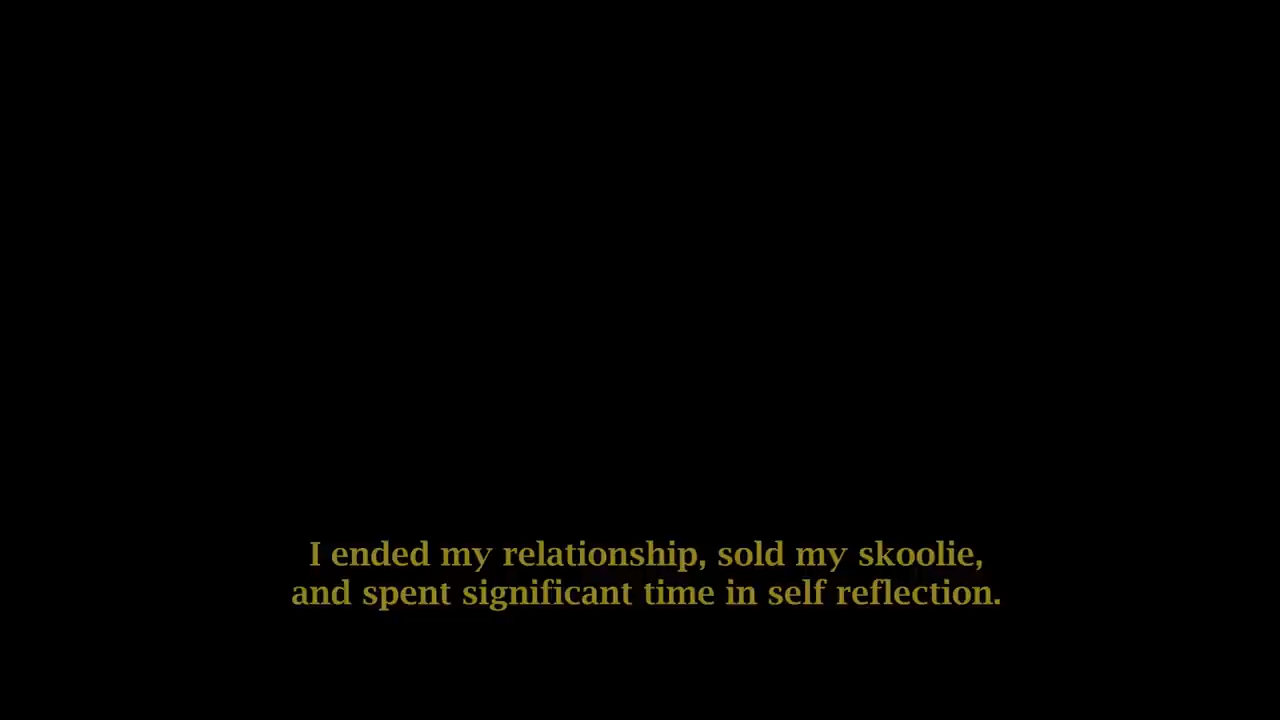 I ended my relationship, sold my skoolie,
and spent significant time in self reflection.